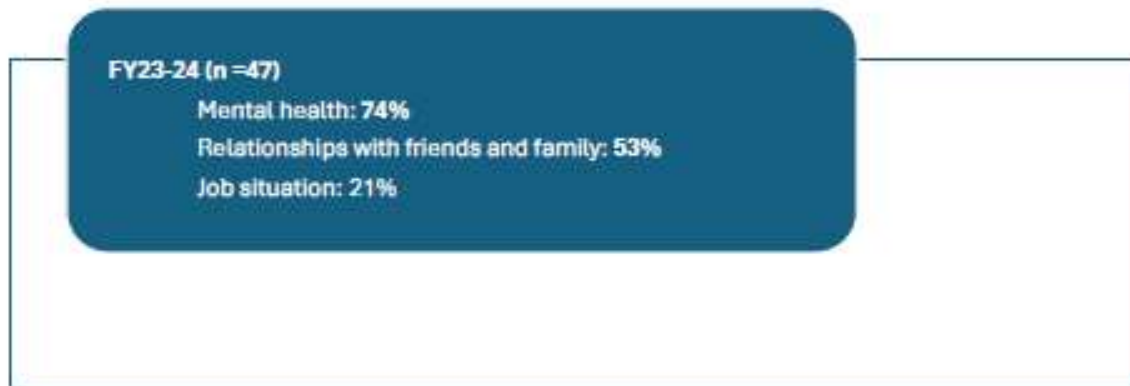 FY23-24 (n =47)
Mental health: 74%
Relationships with friends and family: 53%
Job situation: 21%